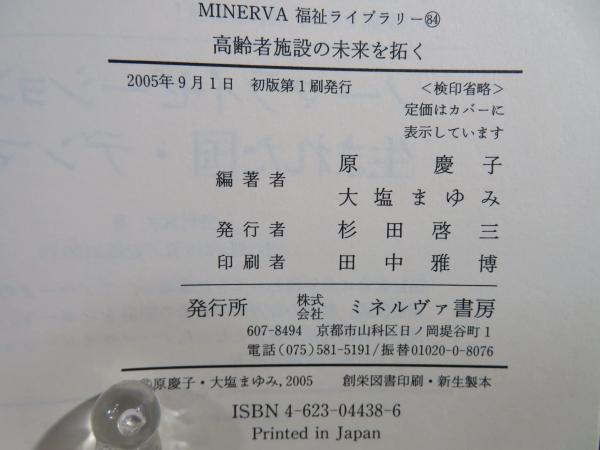 MINERVA 福祉ライブラリー84
高齢者施設の未来を拓く
2005年9月1日 初版第1刷発行 〈検印省略〉
定価はカバーに
表示しています
編著者 原 慶子
大塩まゆみ
発行者 杉田啓三
印刷者 田中雅博
発行所 株式会社 ミネルヴァ書房
607-8494 京都市山科区日ノ岡堤谷町1
電話(075)581-5191/振替01020-0-8076
原慶子・大塩まゆみ, 2005 創栄図書印刷・新生製本
ISBN 4-623-04438-6
Printed in Japan